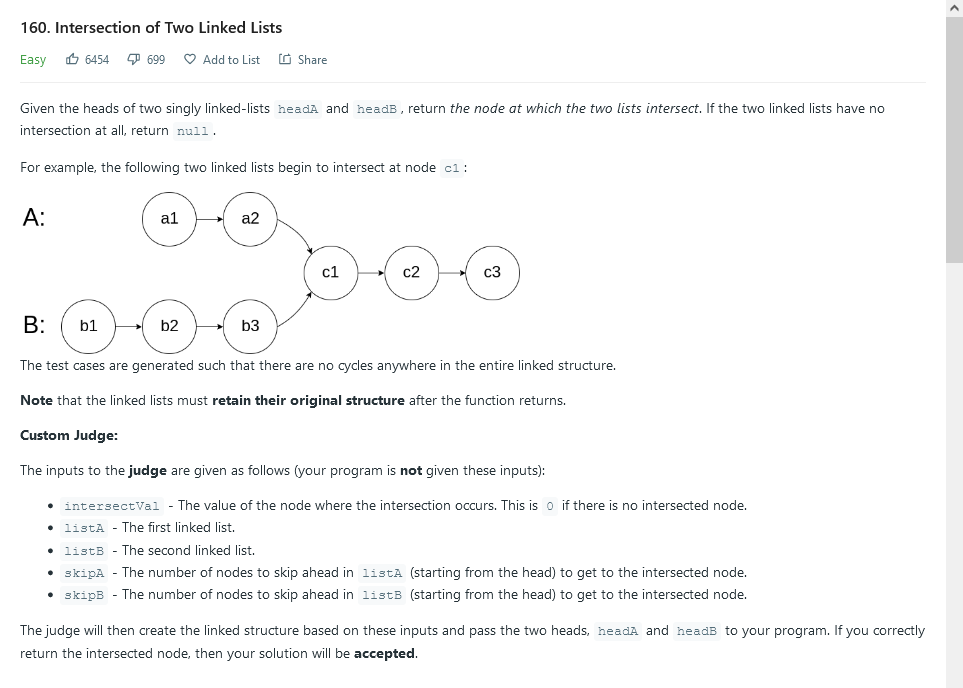 160. Intersection of Two Linked Lists
Easy 6454 699 Add to List Share
Given the heads of two singly linked-lists headA and headB, return the node at which the two lists intersect. If the two linked lists have no
intersection at all, return null.
For example, the following two linked lists begin to intersect at node c1:
A: a1 a2
c1 c2 c3
B: b1 b2 b3
The test cases are generated such that there are no cycles anywhere in the entire linked structure.
Note that the linked lists must retain their original structure after the function returns.
Custom Judge:
The inputs to the judge are given as follows (your program is not given these inputs):
• intersectVal - The value of the node where the intersection occurs. This is 0 if there is no intersected node.
• listA - The first linked list.
• listB - The second linked list.
• skipA - The number of nodes to skip ahead in listA (starting from the head) to get to the intersected node.
• skipB - The number of nodes to skip ahead in listB (starting from the head) to get to the intersected node.
The judge will then create the linked structure based on these inputs and pass the two heads, headA and headB to your program. If you correctly
return the intersected node, then your solution will be accepted.